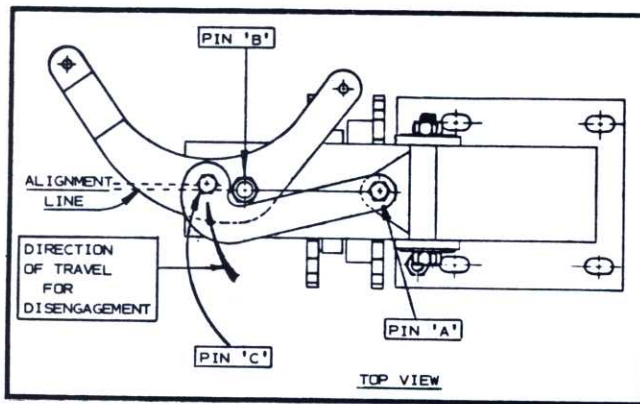 PIN 'B'
ALIGNMENT
LINE
DIRECTION
OF TRAVEL
FOR
DISENGAGEMENT
PIN 'C'
PIN 'A'
TOP VIEW